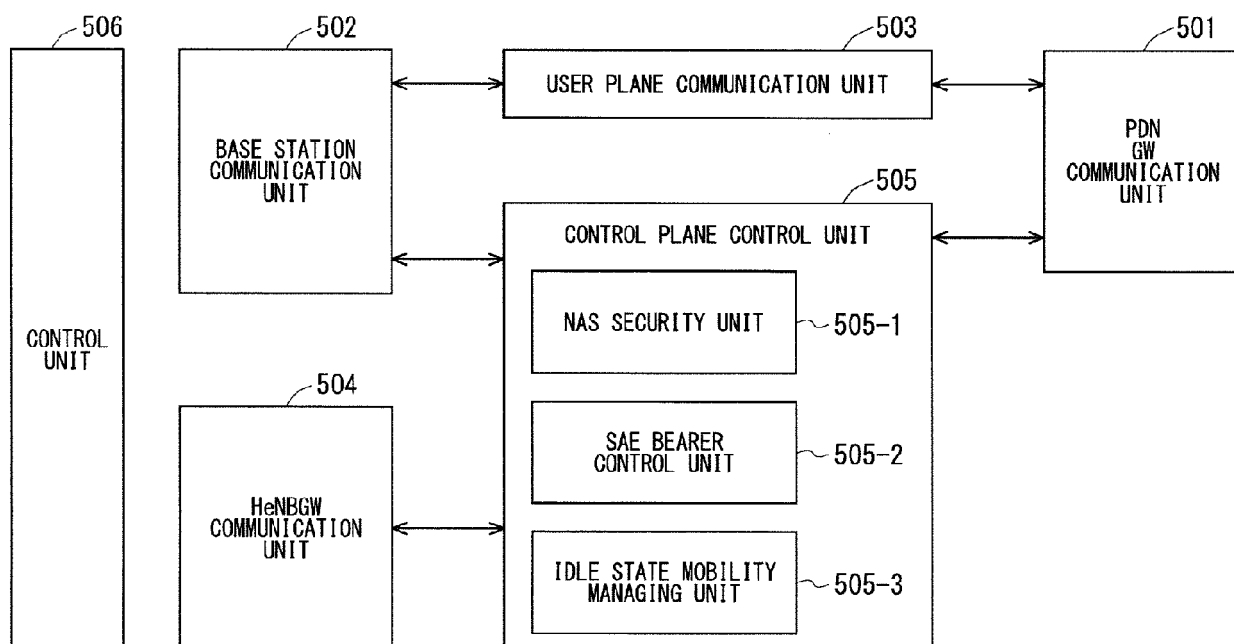 506
502
503
501
USER PLANE COMMUNICATION UNIT
BASE STATION
COMMUNICATION
UNIT
PDN
GW
COMMUNICATION
UNIT
505
CONTROL PLANE CONTROL UNIT
NAS SECURITY UNIT
505-1
CONTROL
UNIT
504
SAE BEARER
CONTROL UNIT
505-2
HeNBGW
COMMUNICATION
UNIT
IDLE STATE MOBILITY
MANAGING UNIT
505-3